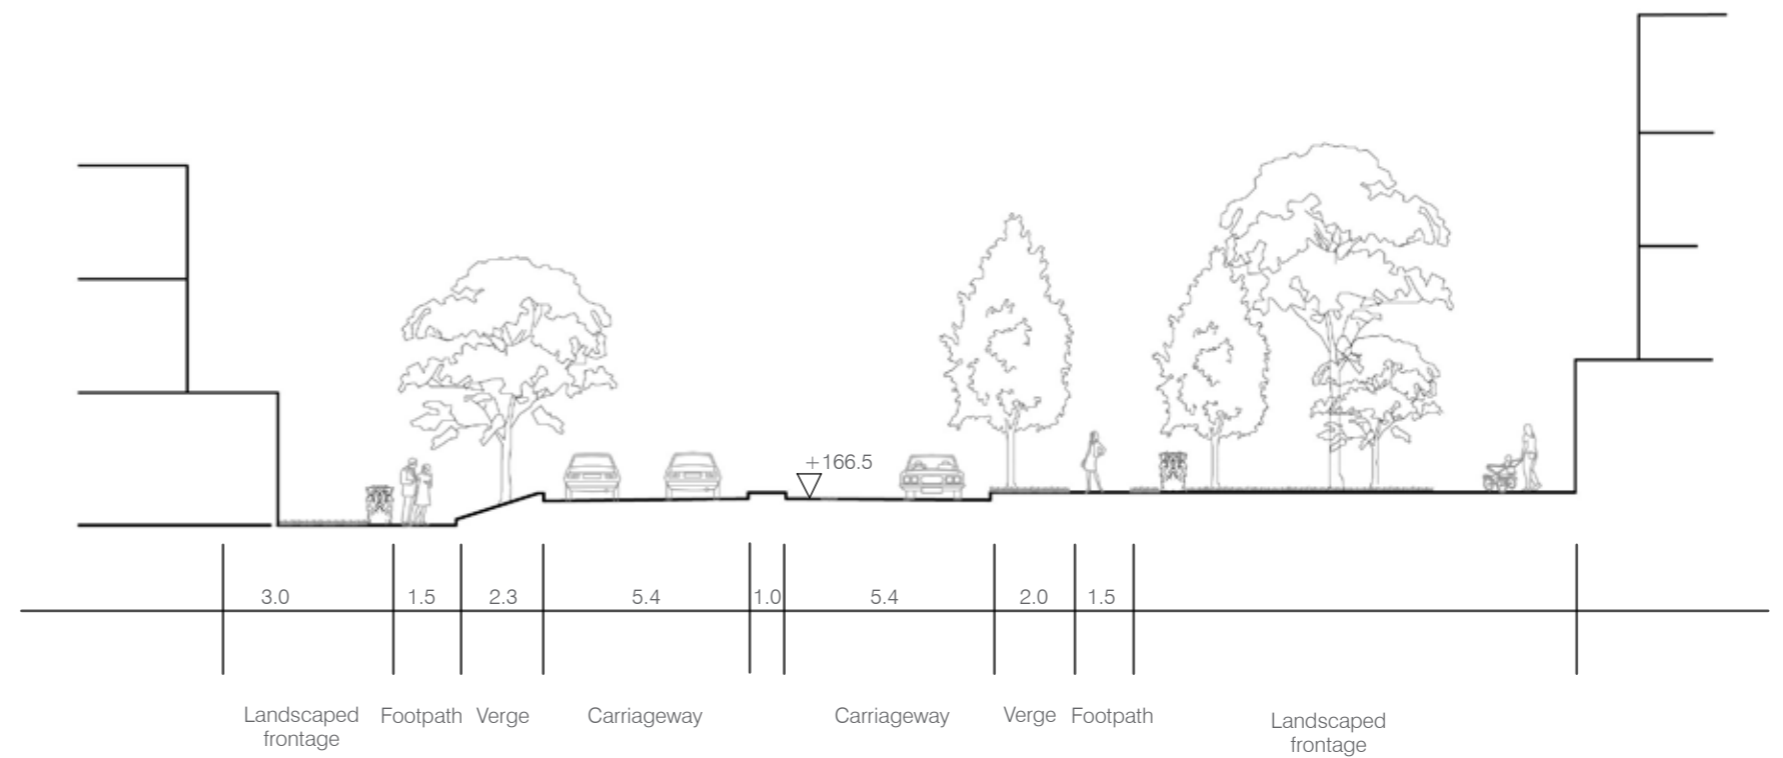 +166.5
3.0 1.5 2.3 5.4 1.0 5.4 2.0 1.5
Landscaped
frontage
Footpath
Verge
Carriageway
Carriageway
Verge
Footpath
Landscaped
frontage